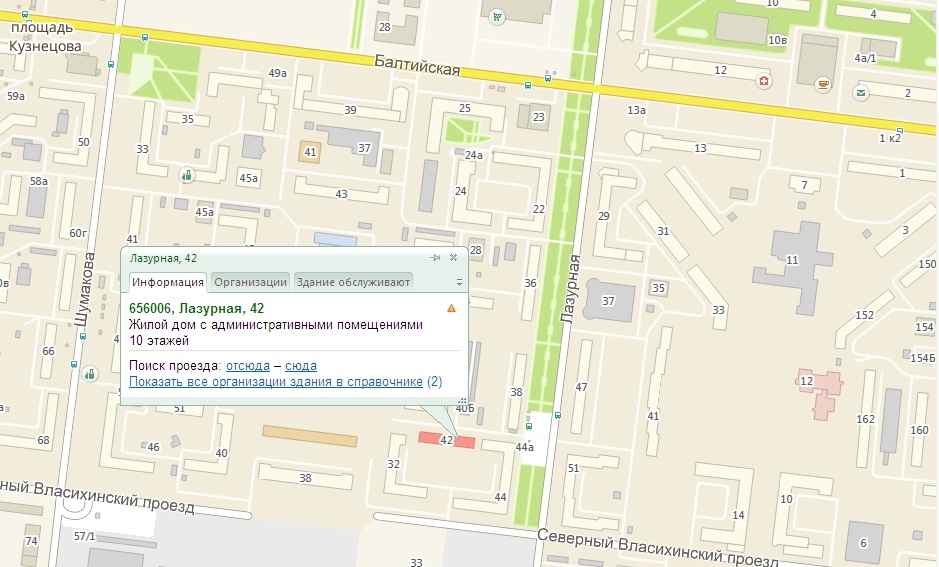 площадь
Кузнецова
28
10
4
10в
4а/1
Балтийская
49а
12
2
59а
39
25
23
13а
1 к2
35
50
33
41
37
24а
13
1
45а
58а
43
24
7
29
45а
22
31
3
60г
41
28
11
150
Лазурная, 42
36
35
Информация
Организации
Здание обслуживают
Шумакова
Лазурная
37
33
656006, Лазурная, 42
Жилой дом с административными помещениями
10 этажей
152
154
66
Поиск проезда: отсюда – сюда
154Б
Показать все организации здания в справочнике (2)
47
12
38
51
40Б
41
162
160
68
46
40
42
44а
32
51
38
44
10
14
ный Власихинский проезд
74
57/1
Северный Власихинский проезд
6
33